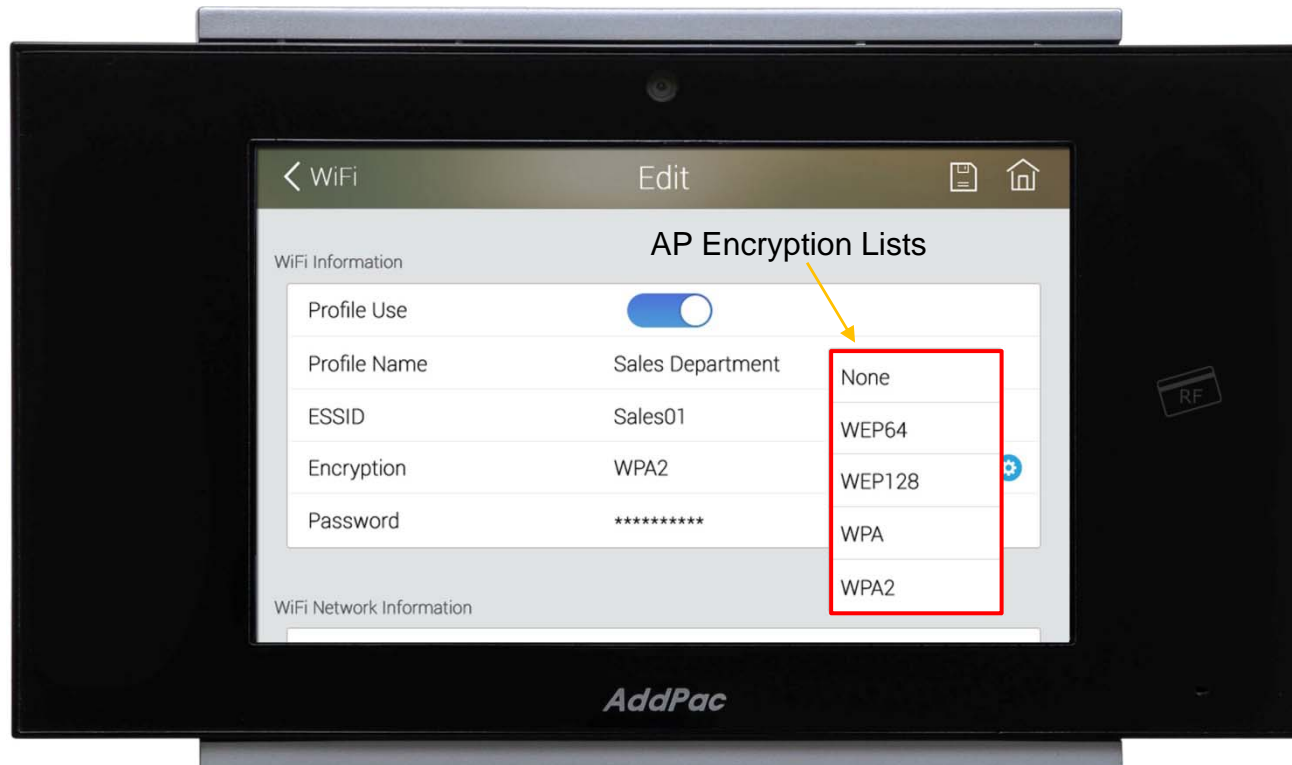 WiFi Edit
AP Encryption Lists
WiFi Information
Profile Use
Profile Name Sales Department
ESSID Sales01
Encryption WPA2
Password **********
None
WEP64
WEP128
WPA
WPA2
WiFi Network Information
RF
AddPac